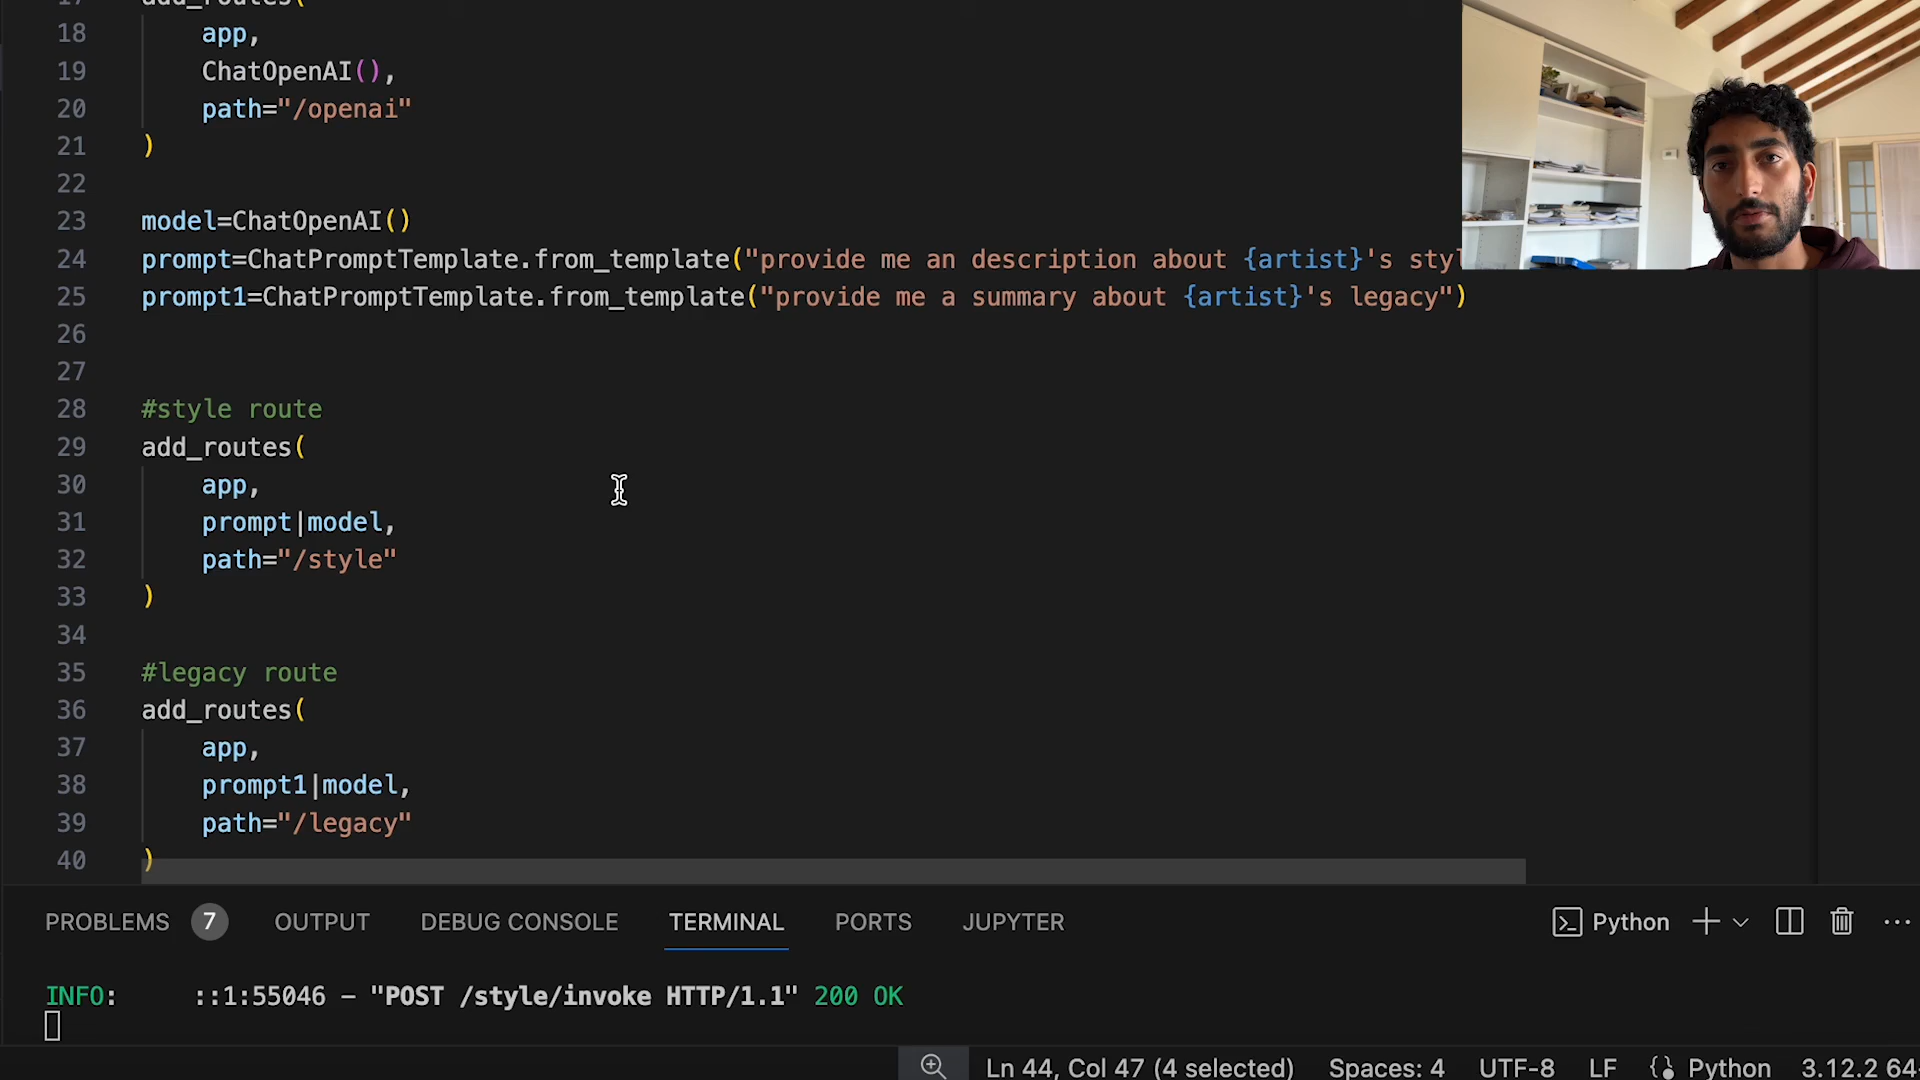 17 add_routes(
18 app,
19 ChatOpenAI(),
20 path="/openai"
21 )
22
23 model=ChatOpenAI()
24 prompt=ChatPromptTemplate.from_template("provide me an description about {artist}'s styl
25 prompt1=ChatPromptTemplate.from_template("provide me a summary about {artist}'s legacy")
26
27
28 #style route
29 add_routes(
30 app,
31 prompt|model,
32 path="/style"
33 )
34
35 #legacy route
36 add_routes(
37 app,
38 prompt1|model,
39 path="/legacy"
40 )
PROBLEMS 7 OUTPUT DEBUG CONSOLE TERMINAL PORTS JUPYTER Python
INFO: ::1:55046 – "POST /style/invoke HTTP/1.1" 200 OK
Ln 44, Col 47 (4 selected) Spaces: 4 UTF-8 LF Python 3.12.2 64